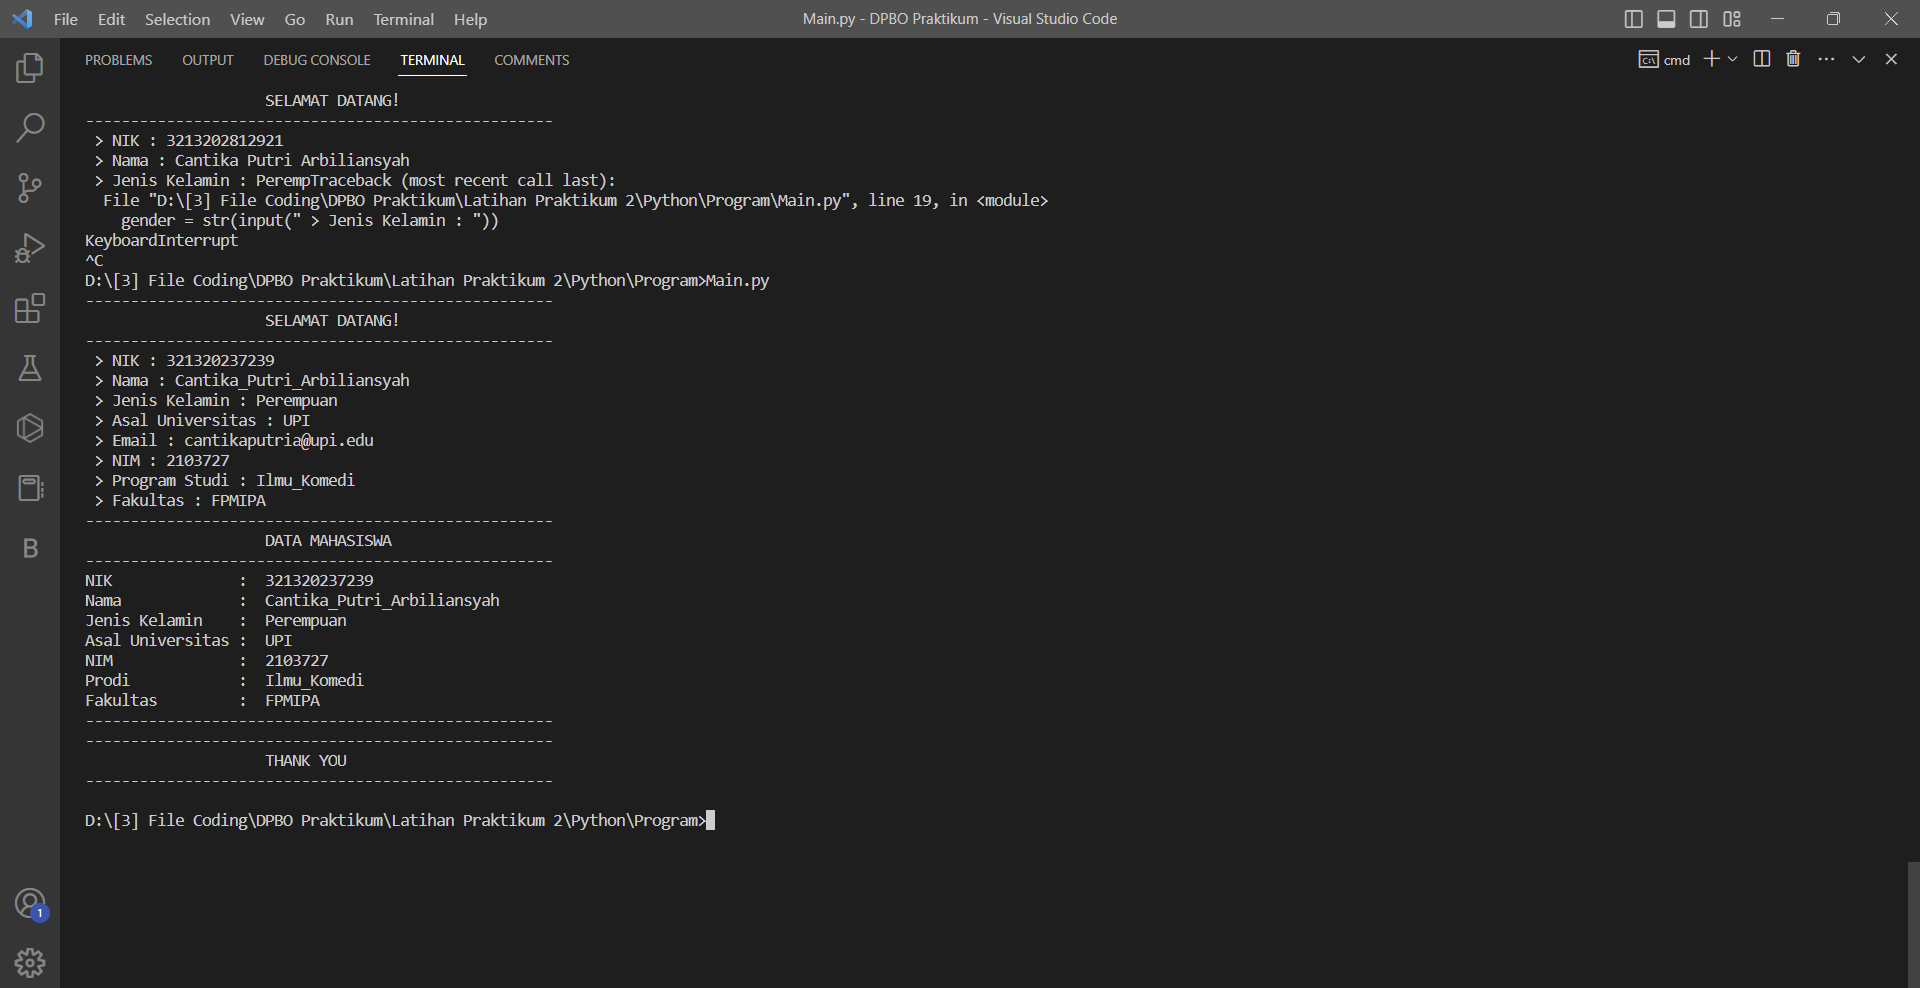 File Edit Selection View Go Run Terminal Help Main.py - DPBO Praktikum - Visual Studio Code
PROBLEMS OUTPUT DEBUG CONSOLE TERMINAL COMMENTS cmd
SELAMAT DATANG!
----------------------------------------------------
> NIK : 3213202812921
> Nama : Cantika Putri Arbiliansyah
> Jenis Kelamin : PerempTraceback (most recent call last):
File "D:\[3] File Coding\DPBO Praktikum\Latihan Praktikum 2\Python\Program\Main.py", line 19, in <module>
gender = str(input(" > Jenis Kelamin : "))
KeyboardInterrupt
^C
D:\[3] File Coding\DPBO Praktikum\Latihan Praktikum 2\Python\Program>Main.py
----------------------------------------------------
SELAMAT DATANG!
----------------------------------------------------
> NIK : 321320237239
> Nama : Cantika_Putri_Arbiliansyah
> Jenis Kelamin : Perempuan
> Asal Universitas : UPI
> Email : cantikaputria@upi.edu
> NIM : 2103727
> Program Studi : Ilmu_Komedi
> Fakultas : FPMIPA
----------------------------------------------------
DATA MAHASISWA
----------------------------------------------------
NIK : 321320237239
Nama : Cantika_Putri_Arbiliansyah
Jenis Kelamin : Perempuan
Asal Universitas : UPI
NIM : 2103727
Prodi : Ilmu_Komedi
Fakultas : FPMIPA
----------------------------------------------------
----------------------------------------------------
THANK YOU
----------------------------------------------------
D:\[3] File Coding\DPBO Praktikum\Latihan Praktikum 2\Python\Program>
B
1